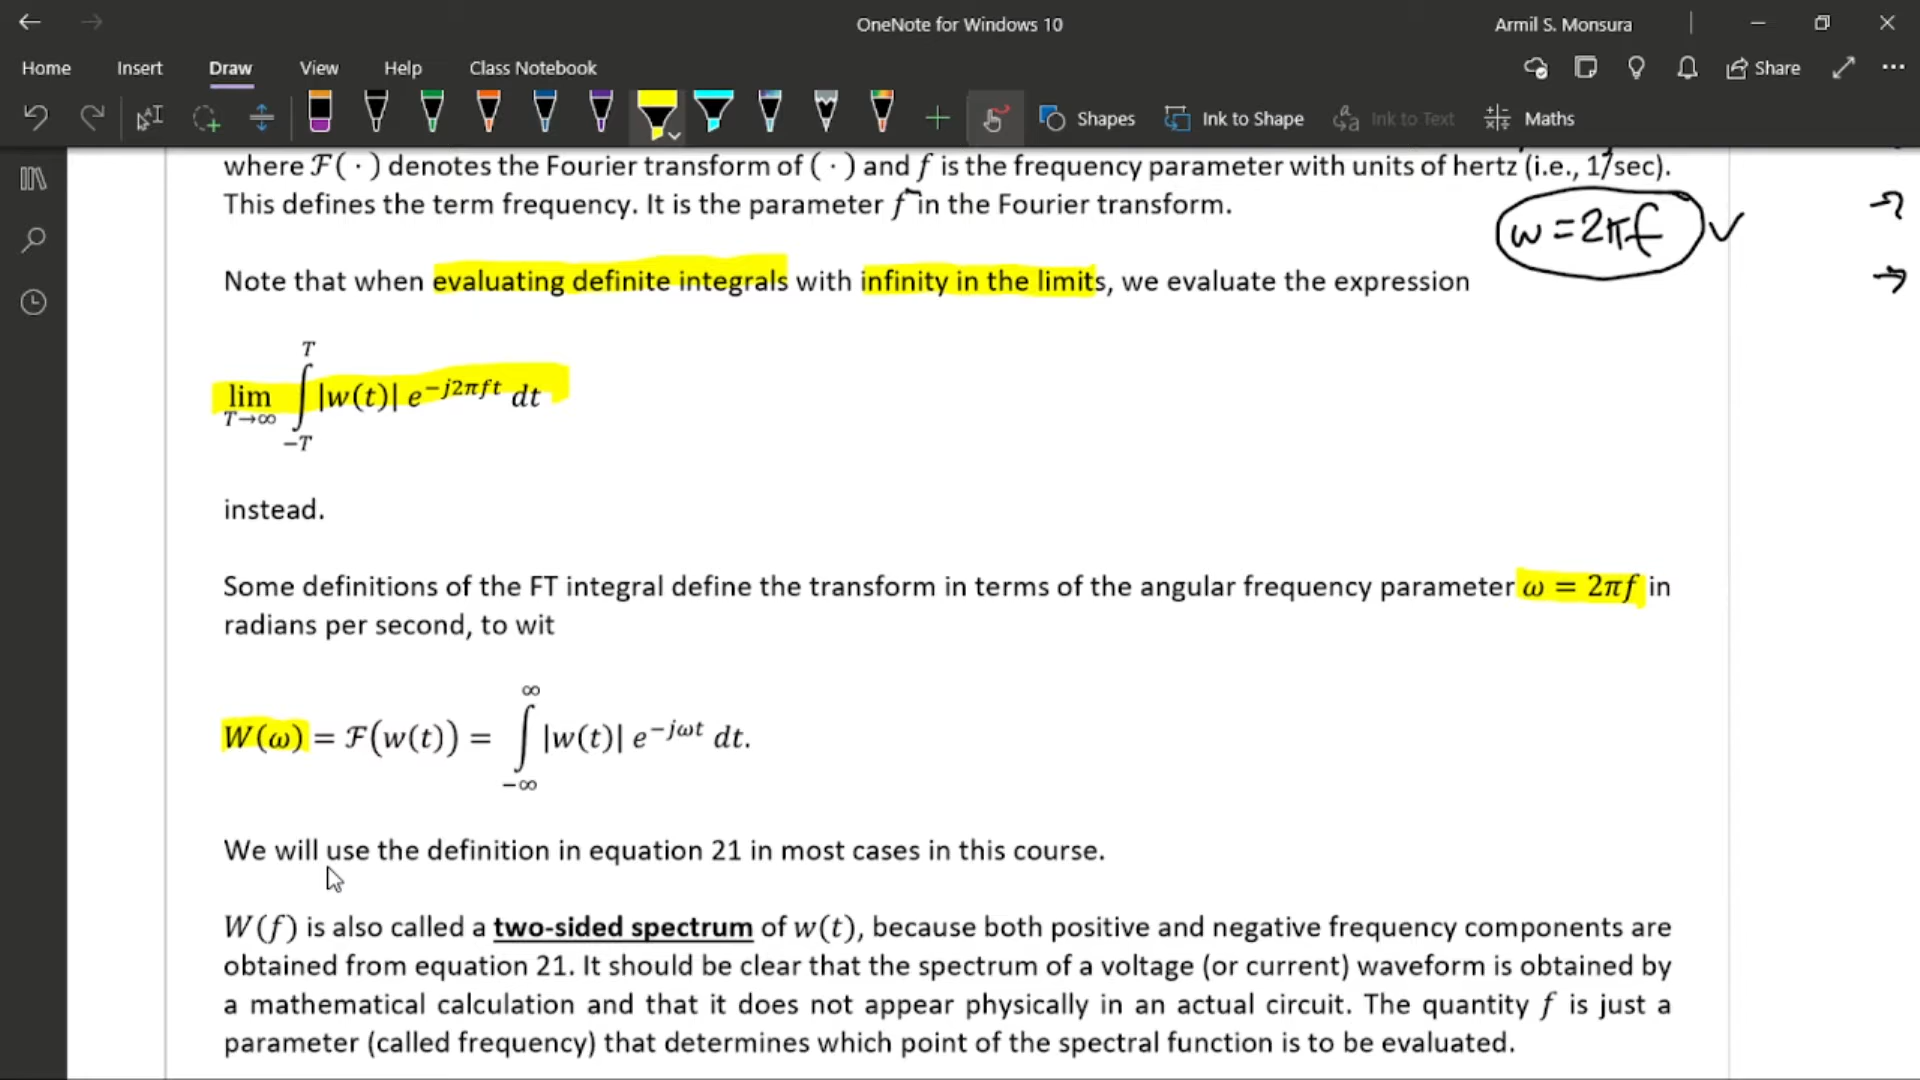 OneNote for Windows 10
Armil S. Monsura
Home Insert Draw View Help Class Notebook
Share
Shapes Ink to Shape Ink to Text Maths
where ℱ( · ) denotes the Fourier transform of ( · ) and f is the frequency parameter with units of hertz (i.e., 1/sec).
This defines the term frequency. It is the parameter f in the Fourier transform.
w = 2πf
Note that when evaluating definite integrals with infinity in the limits, we evaluate the expression
T
lim ∫ |w(t)| e^{−j2πft} dt
T→∞
−T
instead.
Some definitions of the FT integral define the transform in terms of the angular frequency parameter ω = 2πf in
radians per second, to wit
∞
W(ω) = ℱ(w(t)) = ∫ |w(t)| e^{−jωt} dt.
−∞
We will use the definition in equation 21 in most cases in this course.
W(f) is also called a two-sided spectrum of w(t), because both positive and negative frequency components are
obtained from equation 21. It should be clear that the spectrum of a voltage (or current) waveform is obtained by
a mathematical calculation and that it does not appear physically in an actual circuit. The quantity f is just a
parameter (called frequency) that determines which point of the spectral function is to be evaluated.